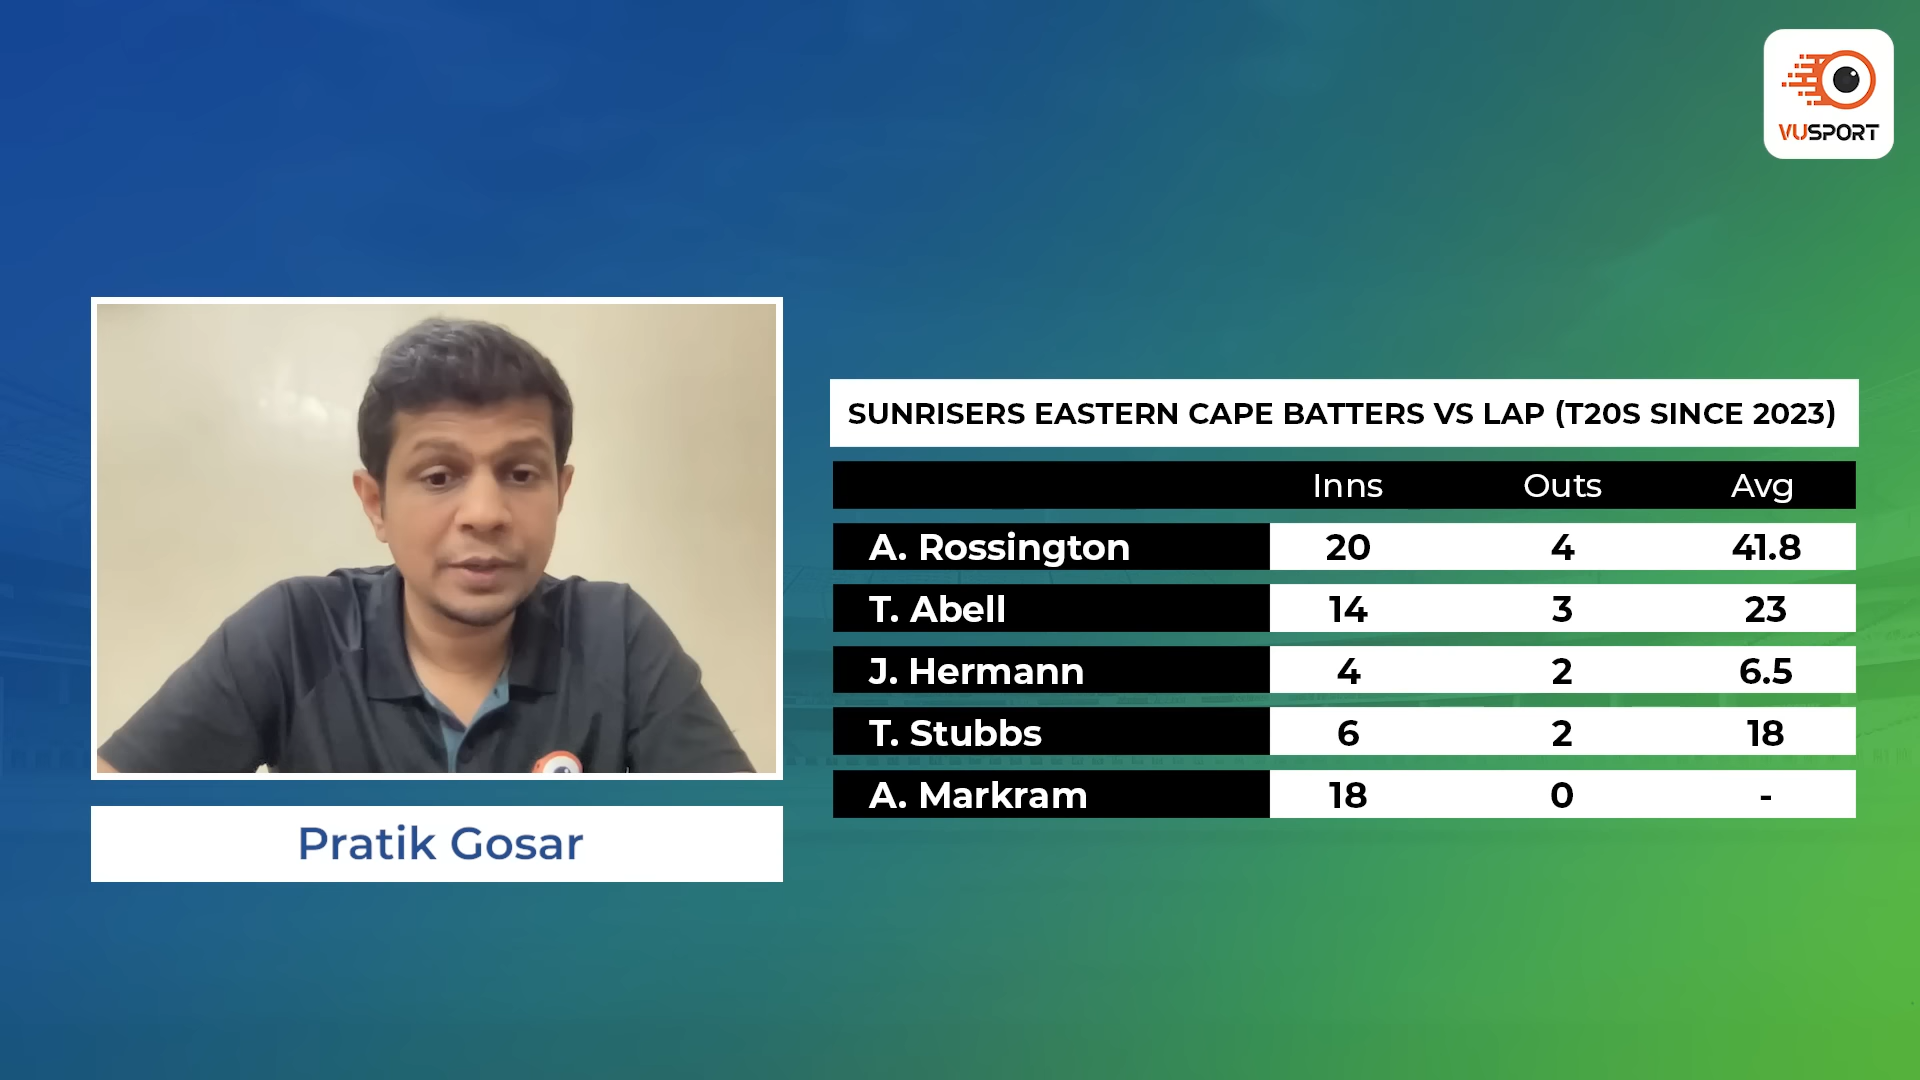 VUSPORT
SUNRISERS EASTERN CAPE BATTERS VS LAP (T20S SINCE 2023)
Inns Outs Avg
A. Rossington 20 4 41.8
T. Abell 14 3 23
J. Hermann 4 2 6.5
T. Stubbs 6 2 18
A. Markram 18 0 -
Pratik Gosar